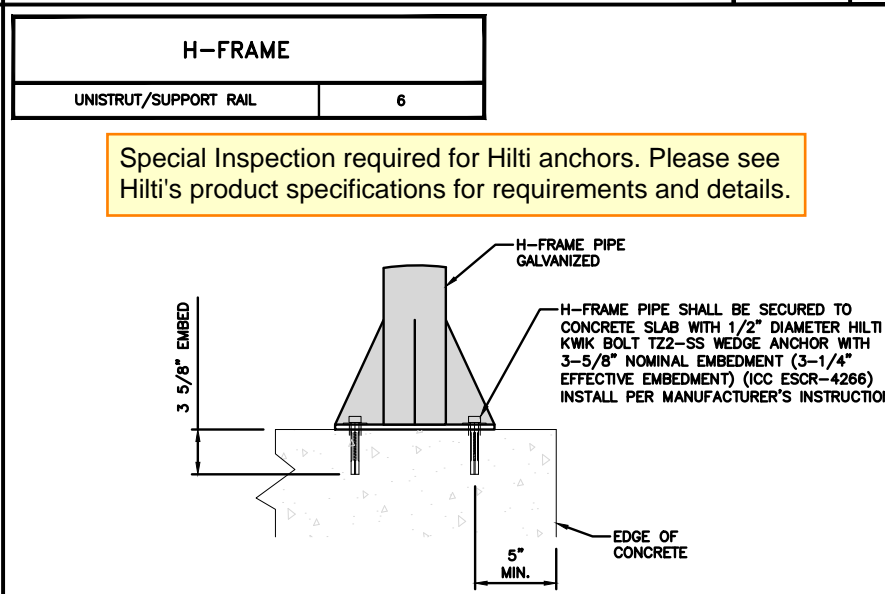 H-FRAME
UNISTRUT/SUPPORT RAIL 6
Special Inspection required for Hilti anchors. Please see
Hilti's product specifications for requirements and details.
H-FRAME PIPE
GALVANIZED
3 5/8" EMBED
H-FRAME PIPE SHALL BE SECURED TO
CONCRETE SLAB WITH 1/2" DIAMETER HILTI
KWIK BOLT TZ2-SS WEDGE ANCHOR WITH
3-5/8" NOMINAL EMBEDMENT (3-1/4"
EFFECTIVE EMBEDMENT) (ICC ESCR-4266)
INSTALL PER MANUFACTURER'S INSTRUCTION
EDGE OF
CONCRETE
5"
MIN.